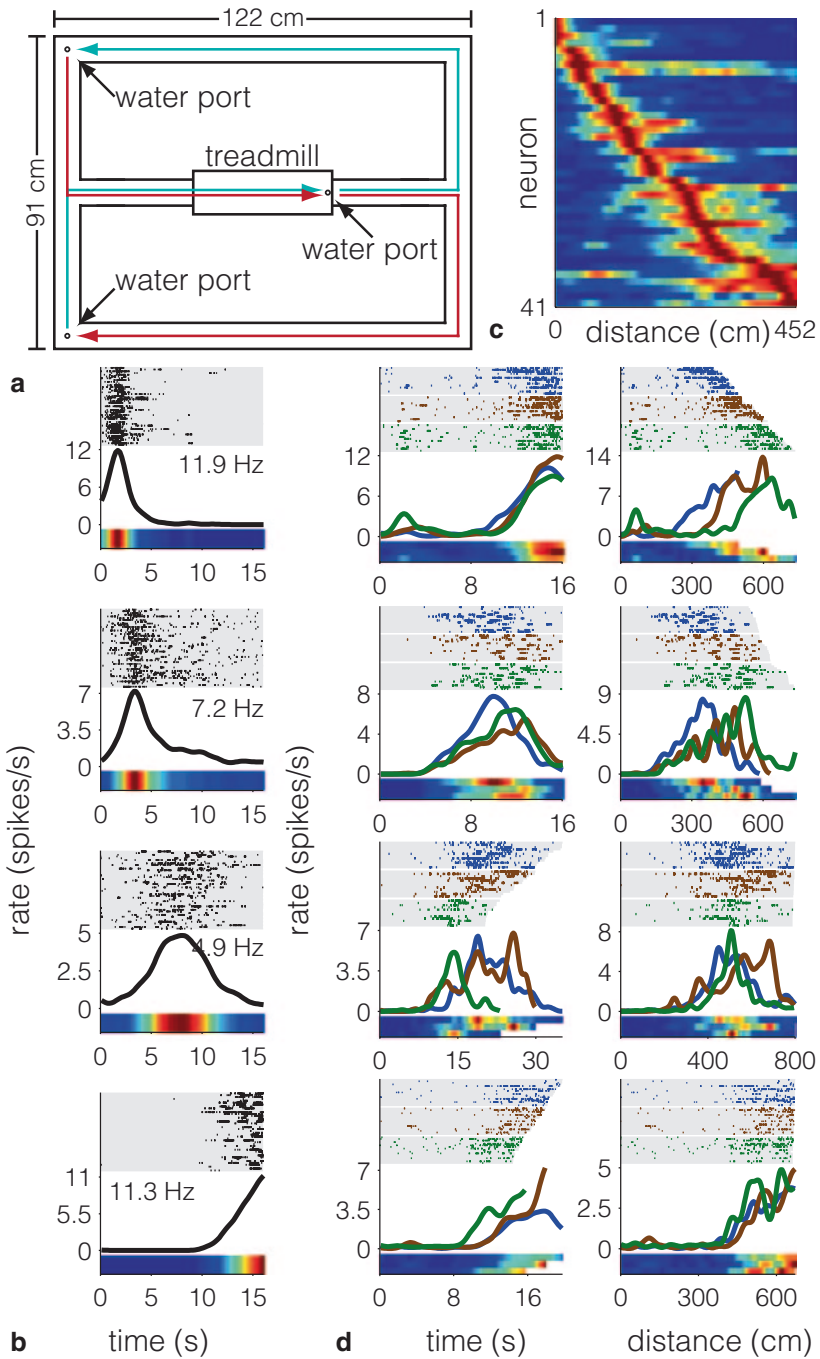 122 cm
91 cm
water port
treadmill
water port
water port
a
1
neuron
41
c
0 distance (cm) 452
rate (spikes/s)
12
6
0
11.9 Hz
0 5 10 15
7
3.5
0
7.2 Hz
0 5 10 15
5
2.5
0
4.9 Hz
0 5 10 15
11
5.5
0
11.3 Hz
0 5 10 15
b time (s)
rate (spikes/s)
12
6
0
0 8 16
14
7
0
0 300 600
8
4
0
0 8 16
9
4.5
0
0 300 600
7
3.5
0
15 30
8
4
0
0 400 800
7
3.5
0
0 8 16
5
2.5
0
0 300 600
d time (s) distance (cm)